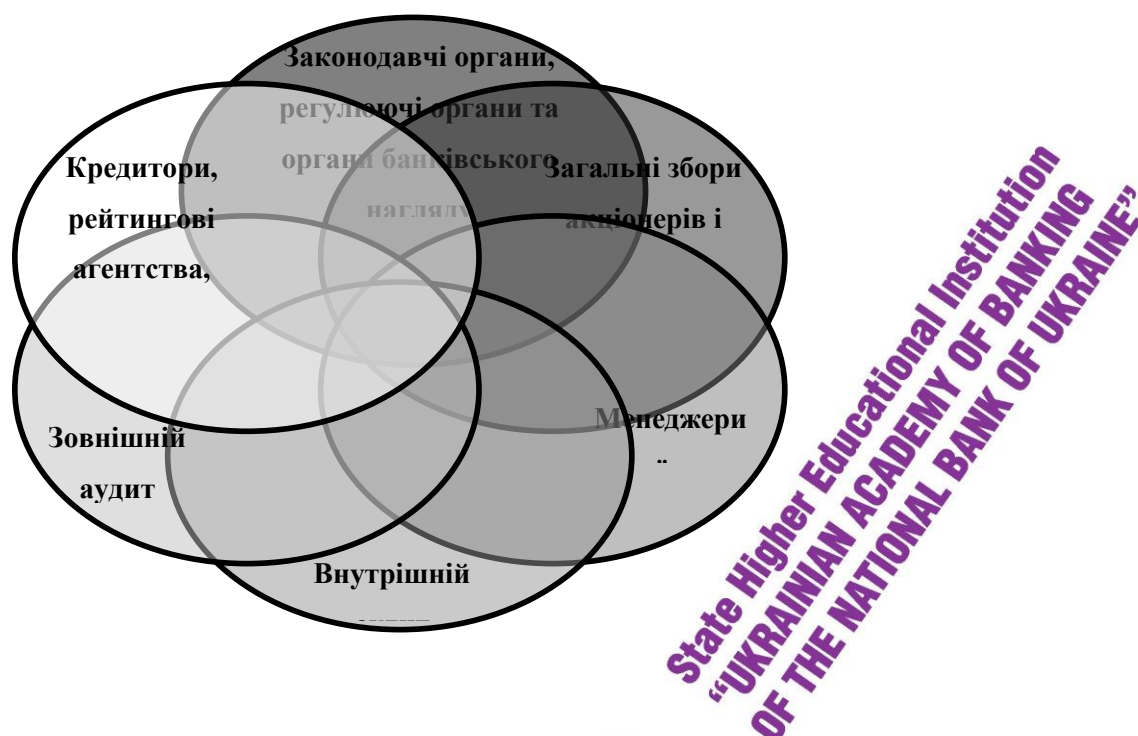 Законодавчі органи,
регулюючі органи та
органи банківського
нагляду
Кредитори,
рейтингові
агентства,
Загальні збори
акціонерів і
Менеджери
Зовнішній
аудит
Внутрішній
State Higher Educational Institution
“UKRAINIAN ACADEMY OF BANKING
OF THE NATIONAL BANK OF UKRAINE”